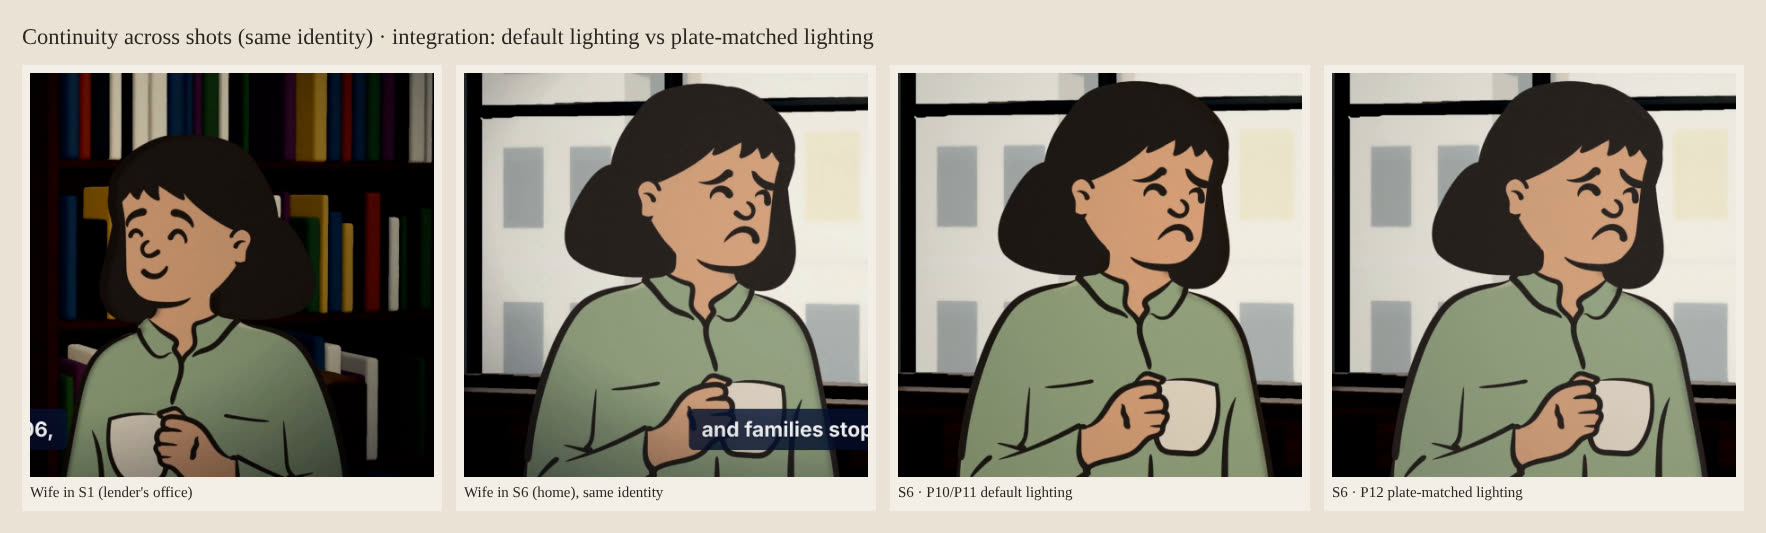 Continuity across shots (same identity) · integration: default lighting vs plate-matched lighting
06,
and families stop
Wife in S1 (lender's office)
Wife in S6 (home), same identity
S6 · P10/P11 default lighting
S6 · P12 plate-matched lighting